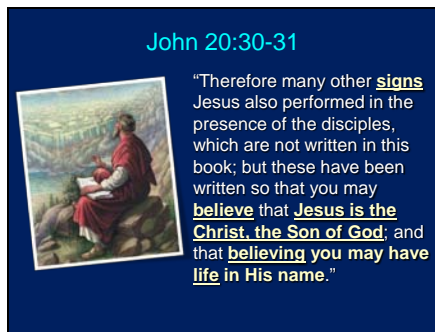 John 20:30-31
“Therefore many other signs
Jesus also performed in the
presence of the disciples,
which are not written in this
book; but these have been
written so that you may
believe that Jesus is the
Christ, the Son of God; and
that believing you may have
life in His name.”